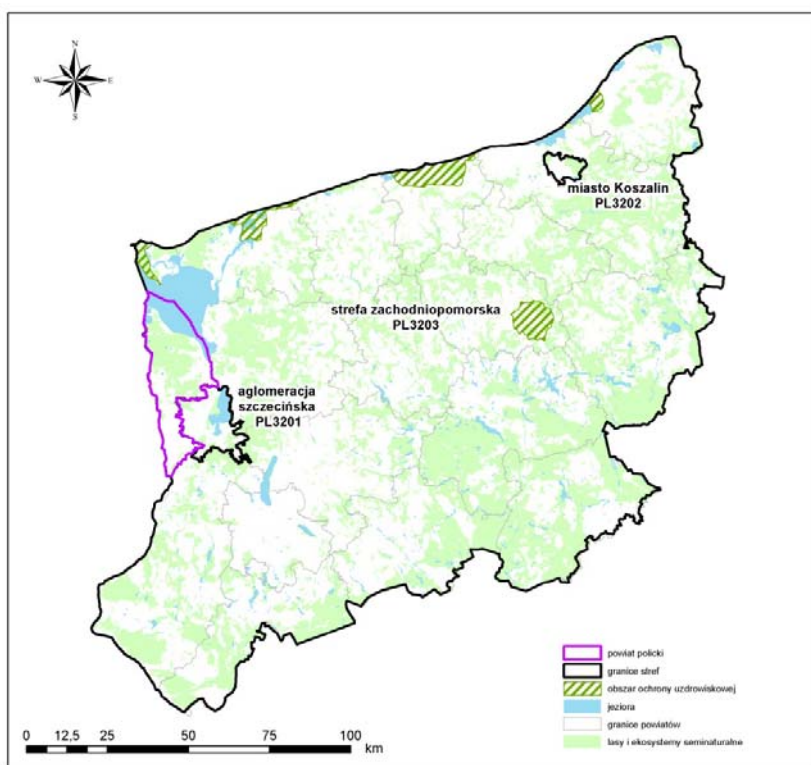 N
W E
S
miasto Koszalin
PL3202
strefa zachodniopomorska
PL3203
aglomeracja
szczecińska
PL3201
powiat policki
granice stref
obszar ochrony uzdrowiskowej
jeziora
granice powiatów
lasy i ekosystemy seminaturalne
0 12,5 25 50 75 100
km